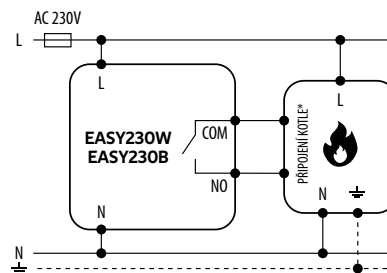 AC 230V
L
L
L
EASY230W
EASY230B
COM
NO
PŘIPOJENÍ KOTLE*
N
N
N